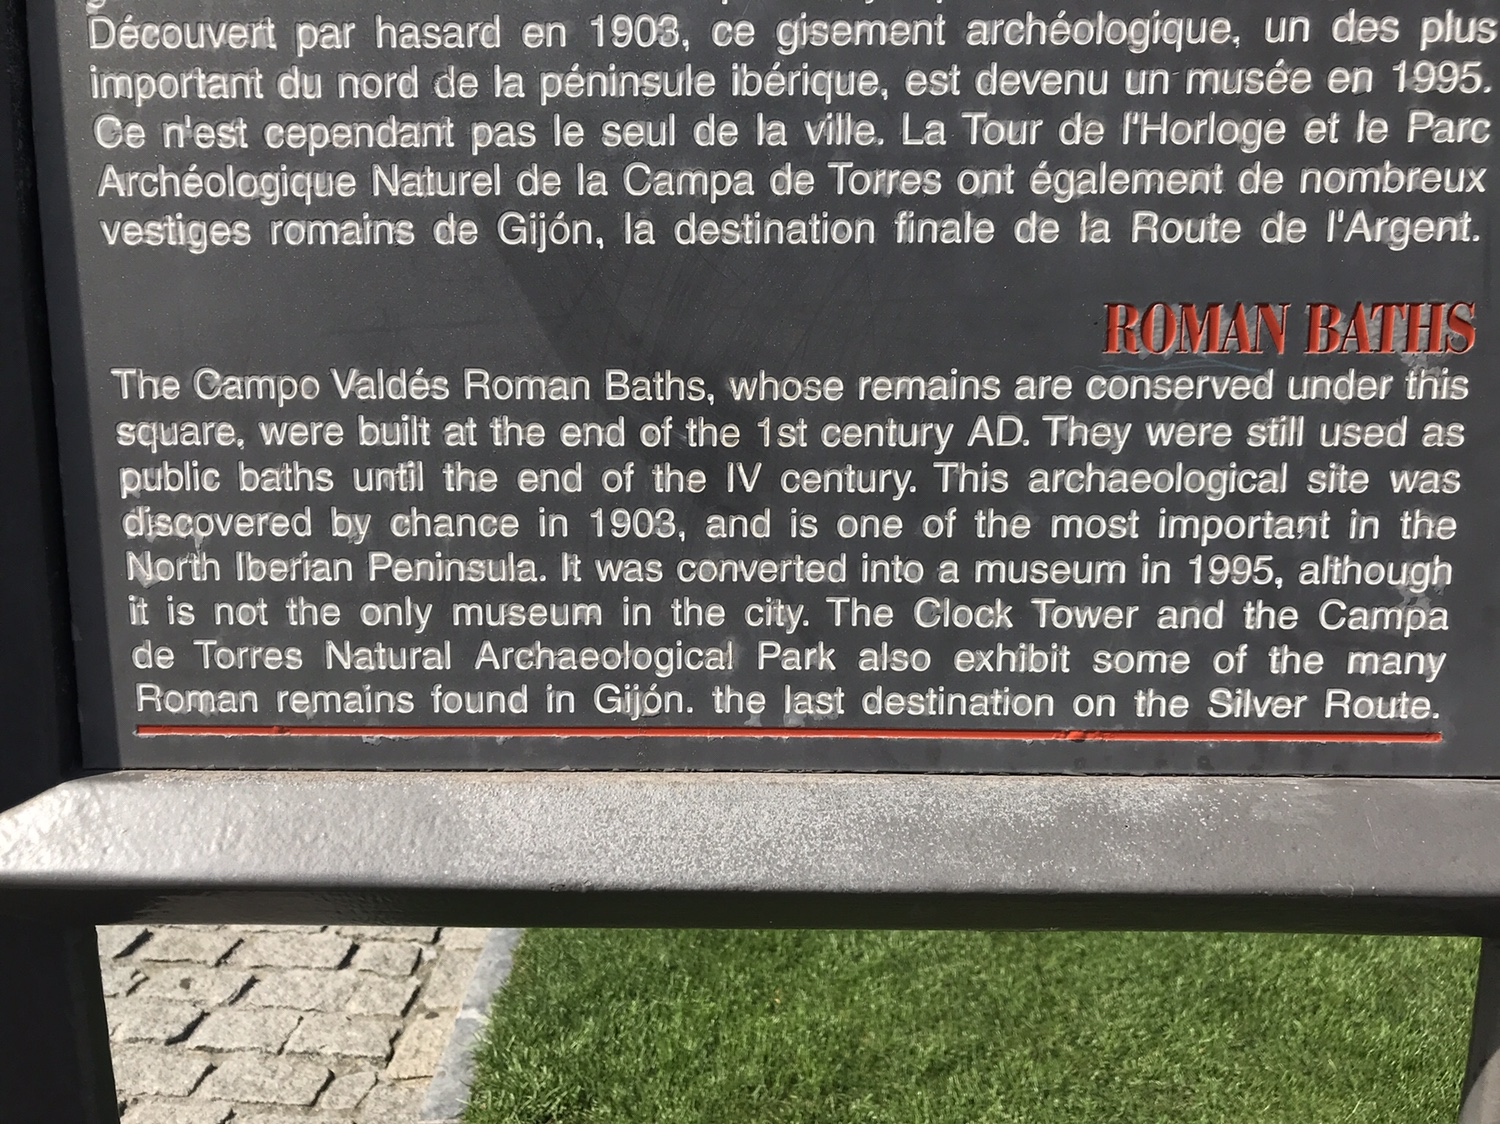 Découvert par hasard en 1903, ce gisement archéologique, un des plus
important du nord de la péninsule ibérique, est devenu un musée en 1995.
Ce n'est cependant pas le seul de la ville. La Tour de l'Horloge et le Parc
Archéologique Naturel de la Campa de Torres ont également de nombreux
vestiges romains de Gijón, la destination finale de la Route de l'Argent.
ROMAN BATHS
The Campo Valdés Roman Baths, whose remains are conserved under this
square, were built at the end of the 1st century AD. They were still used as
public baths until the end of the IV century. This archaeological site was
discovered by chance in 1903, and is one of the most important in the
North Iberian Peninsula. It was converted into a museum in 1995, although
it is not the only museum in the city. The Clock Tower and the Campa
de Torres Natural Archaeological Park also exhibit some of the many
Roman remains found in Gijón. the last destination on the Silver Route.